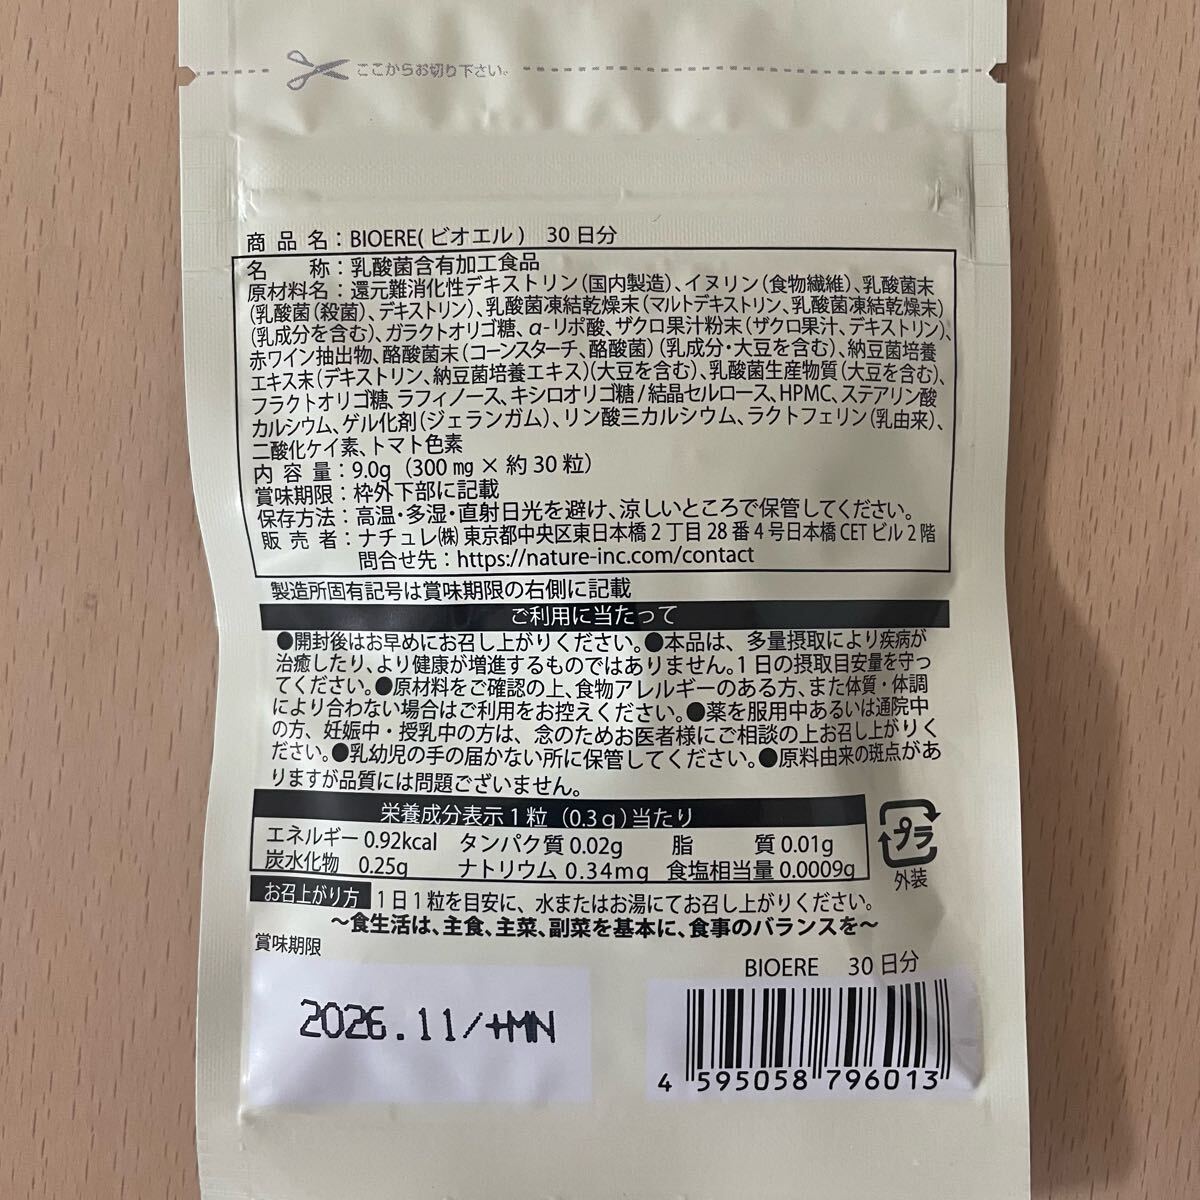 ここからお切り下さい。
商品名：BIOERE(ビオエル)　30日分
名　　称：乳酸菌含有加工食品
原材料名：還元難消化性デキストリン(国内製造)、イヌリン(食物繊維)、乳酸菌末
(乳酸菌(殺菌)、デキストリン)、乳酸菌凍結乾燥末(マルトデキストリン、乳酸菌凍結乾燥末)
(乳成分を含む)、ガラクトオリゴ糖、α-リポ酸、ザクロ果汁粉末(ザクロ果汁、デキストリン)、
赤ワイン抽出物、酪酸菌末(コーンスターチ、酪酸菌)(乳成分・大豆を含む)、納豆菌培養
エキス末(デキストリン、納豆菌培養エキス)(大豆を含む)、乳酸菌生産物質(大豆を含む)、
フラクトオリゴ糖、ラフィノース、キシロオリゴ糖/結晶セルロース、HPMC、ステアリン酸
カルシウム、ゲル化剤(ジェランガム)、リン酸三カルシウム、ラクトフェリン(乳由来)、
二酸化ケイ素、トマト色素
内容量：9.0g（300㎎×約30粒）
賞味期限：枠外下部に記載
保存方法：高温・多湿・直射日光を避け、涼しいところで保管してください。
販売者：ナチュレ㈱ 東京都中央区東日本橋2丁目28番4号日本橋CETビル2階
問合せ先：https://nature-inc.com/contact
製造所固有記号は賞味期限の右側に記載
ご利用に当たって
●開封後はお早めにお召し上がりください。●本品は、多量摂取により疾病が
治癒したり、より健康が増進するものではありません。1日の摂取目安量を守っ
てください。●原材料をご確認の上、食物アレルギーのある方、また体質・体調
により合わない場合はご利用をお控えください。●薬を服用中あるいは通院中
の方、妊娠中・授乳中の方は、念のためお医者様にご相談の上お召し上がりく
ださい。●乳幼児の手の届かない所に保管してください。●原料由来の斑点があ
りますが品質には問題ございません。
栄養成分表示1粒（0.3g）当たり
エネルギー 0.92kcal　タンパク質 0.02g　脂　　質 0.01g
炭水化物　0.25g　ナトリウム 0.34mg　食塩相当量 0.0009g
プラ
外装
お召上がり方　1日1粒を目安に、水またはお湯にてお召し上がりください。
〜食生活は、主食、主菜、副菜を基本に、食事のバランスを〜
賞味期限
BIOERE　30日分
2026.11/+MN
4 595058 796013